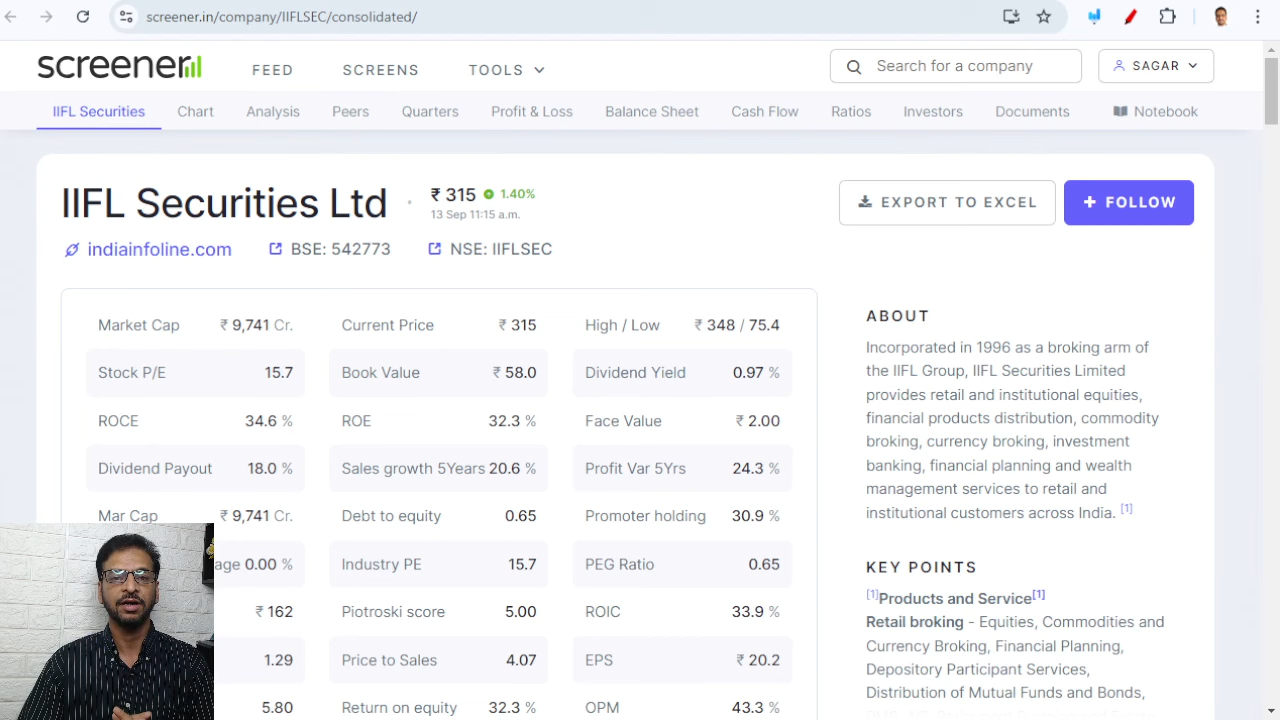 screener.in/company/IIFLSEC/consolidated/
screener
FEED
SCREENS
TOOLS
Search for a company
SAGAR
IIFL Securities
Chart
Analysis
Peers
Quarters
Profit & Loss
Balance Sheet
Cash Flow
Ratios
Investors
Documents
Notebook
IIFL Securities Ltd
₹ 315 1.40%
13 Sep 11:15 a.m.
EXPORT TO EXCEL
+ FOLLOW
indiainfoline.com
BSE: 542773
NSE: IIFLSEC
Market Cap ₹ 9,741 Cr.
Current Price ₹ 315
High / Low ₹ 348 / 75.4
Stock P/E 15.7
Book Value ₹ 58.0
Dividend Yield 0.97 %
ROCE 34.6 %
ROE 32.3 %
Face Value ₹ 2.00
Dividend Payout 18.0 %
Sales growth 5Years 20.6 %
Profit Var 5Yrs 24.3 %
Mar Cap ₹ 9,741 Cr.
Debt to equity 0.65
Promoter holding 30.9 %
age 0.00 %
Industry PE 15.7
PEG Ratio 0.65
₹ 162
Piotroski score 5.00
ROIC 33.9 %
1.29
Price to Sales 4.07
EPS ₹ 20.2
5.80
Return on equity 32.3 %
OPM 43.3 %
ABOUT
Incorporated in 1996 as a broking arm of
the IIFL Group, IIFL Securities Limited
provides retail and institutional equities,
financial products distribution, commodity
broking, currency broking, investment
banking, financial planning and wealth
management services to retail and
institutional customers across India. [1]
KEY POINTS
[1]Products and Service[1]
Retail broking - Equities, Commodities and
Currency Broking, Financial Planning,
Depository Participant Services,
Distribution of Mutual Funds and Bonds,